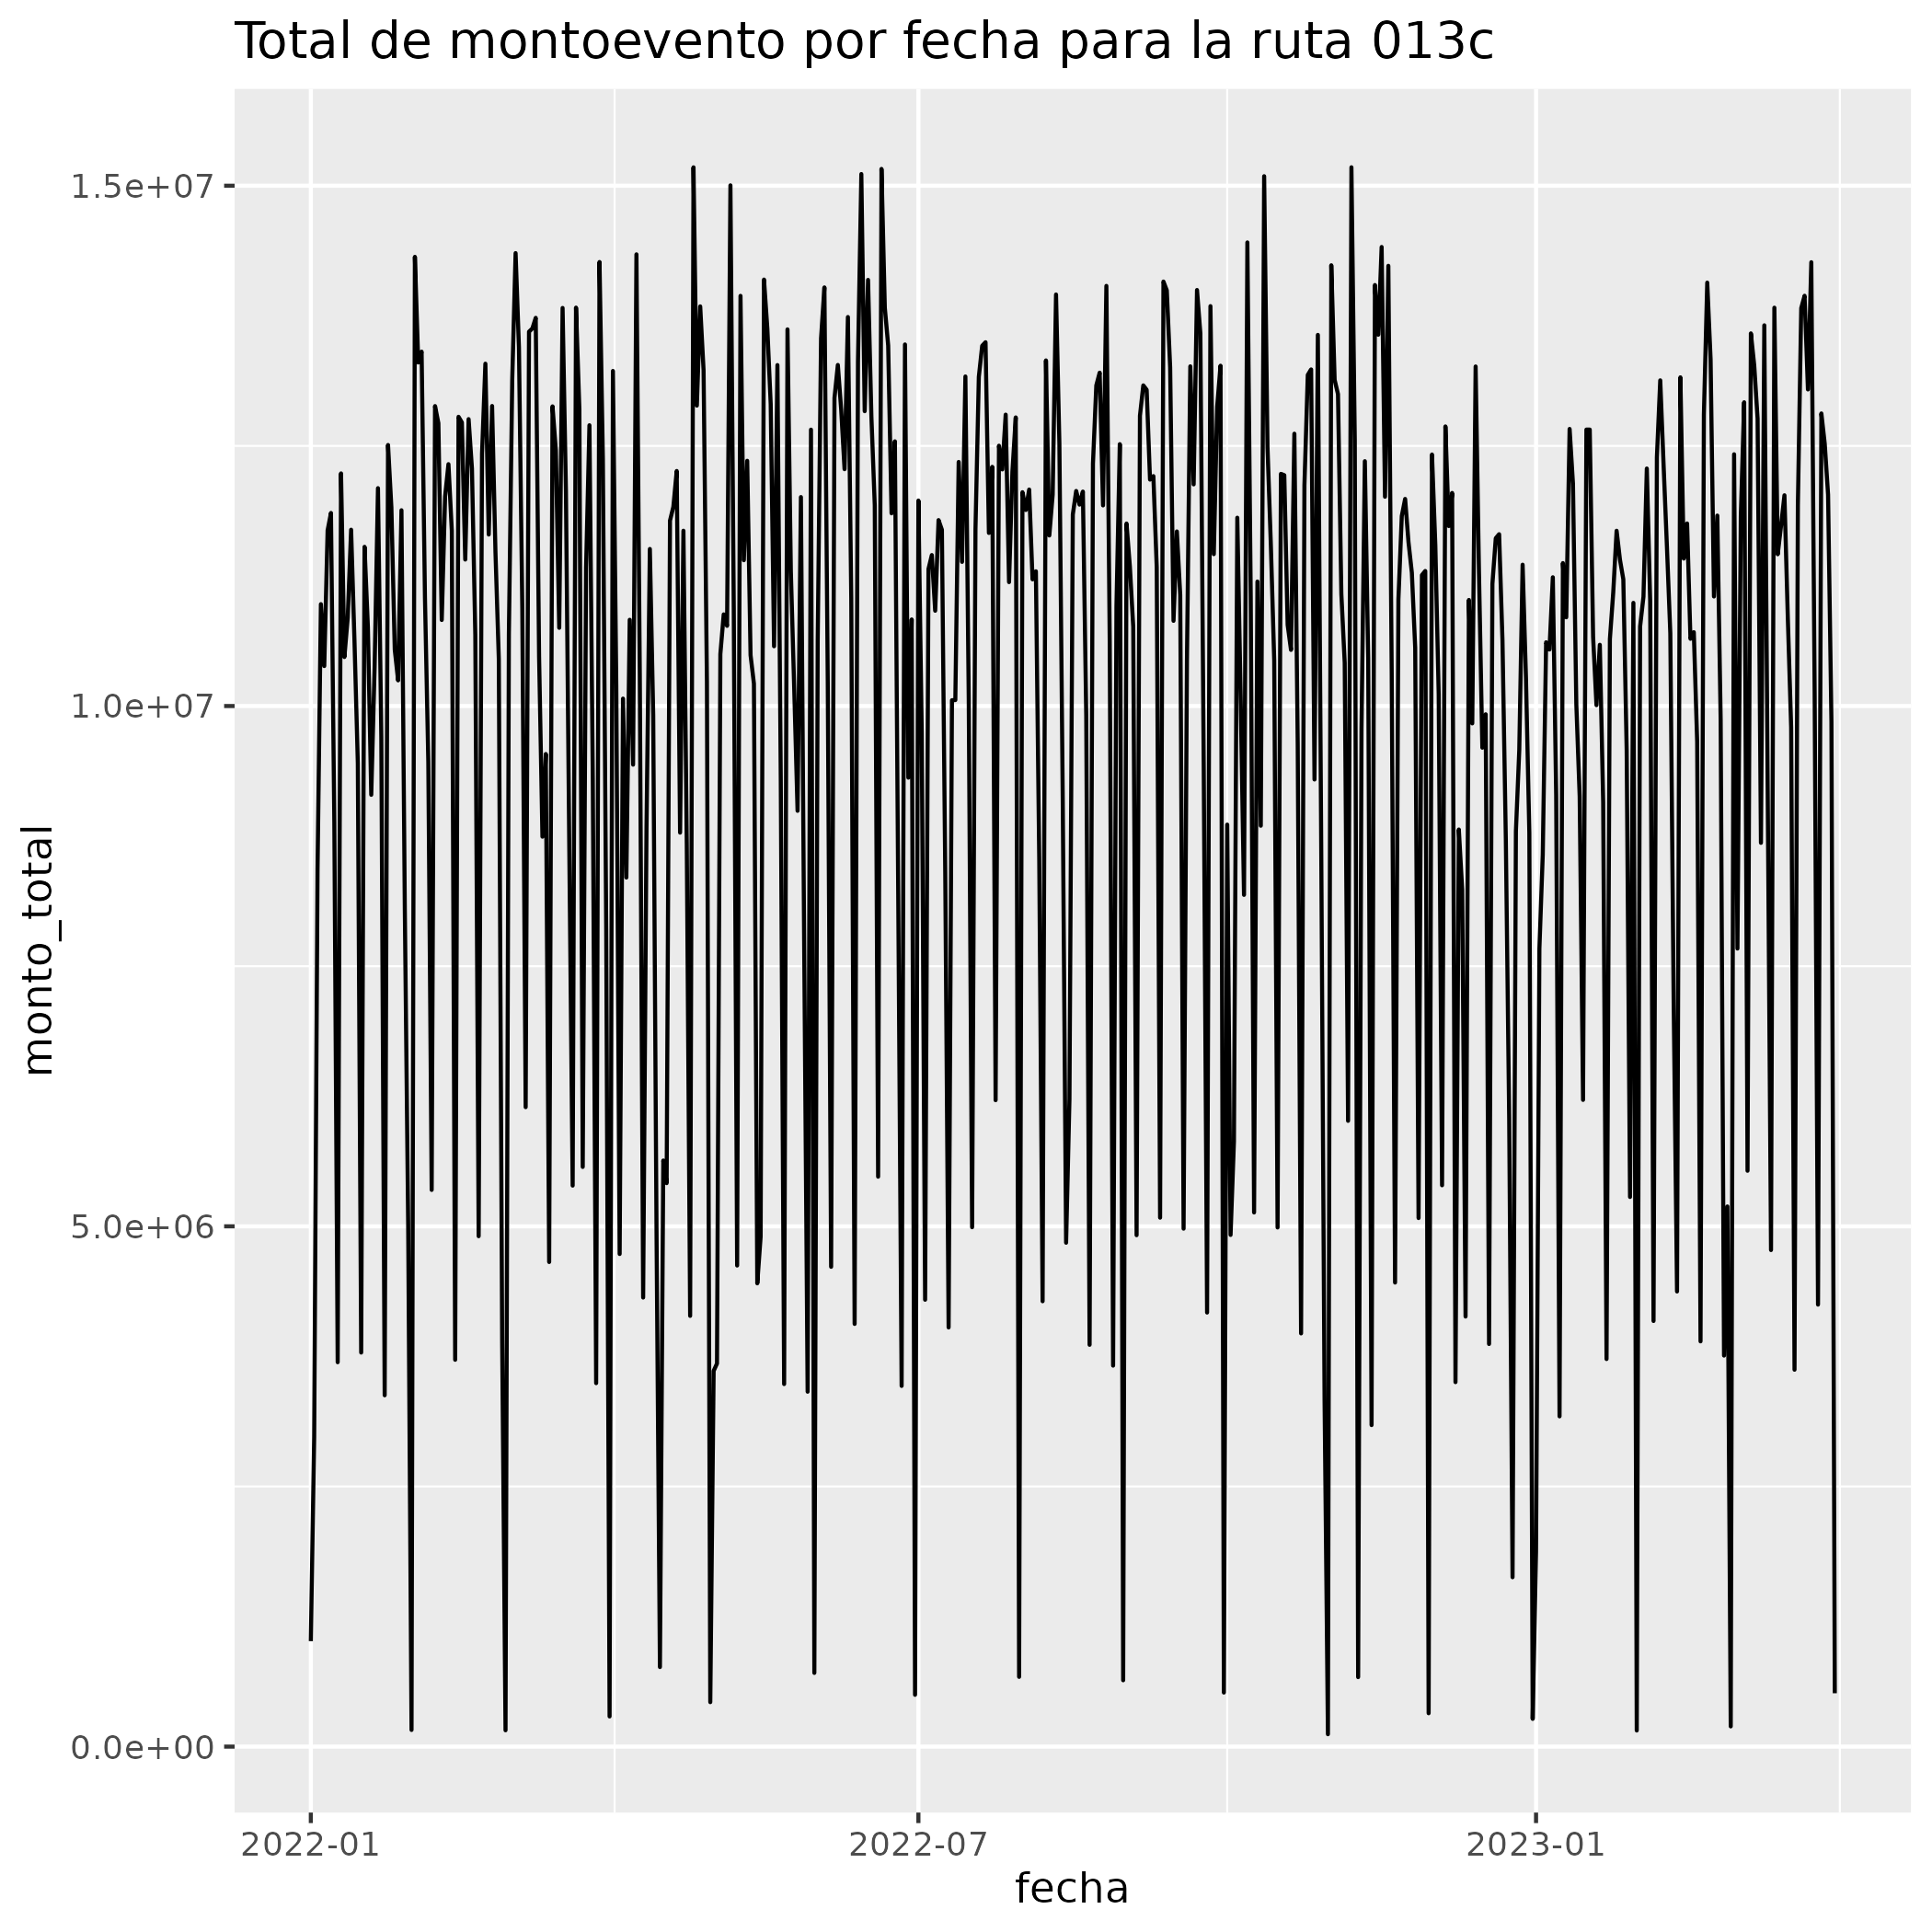 Total de montoevento por fecha para la ruta 013c
monto_total
1.5e+07
1.0e+07
5.0e+06
0.0e+00
2022-01
2022-07
2023-01
fecha